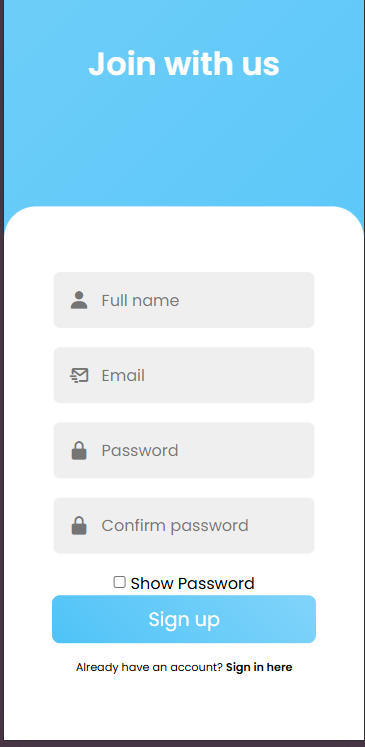 Join with us
Full name
Email
Password
Confirm password
Show Password
Sign up
Already have an account? Sign in here